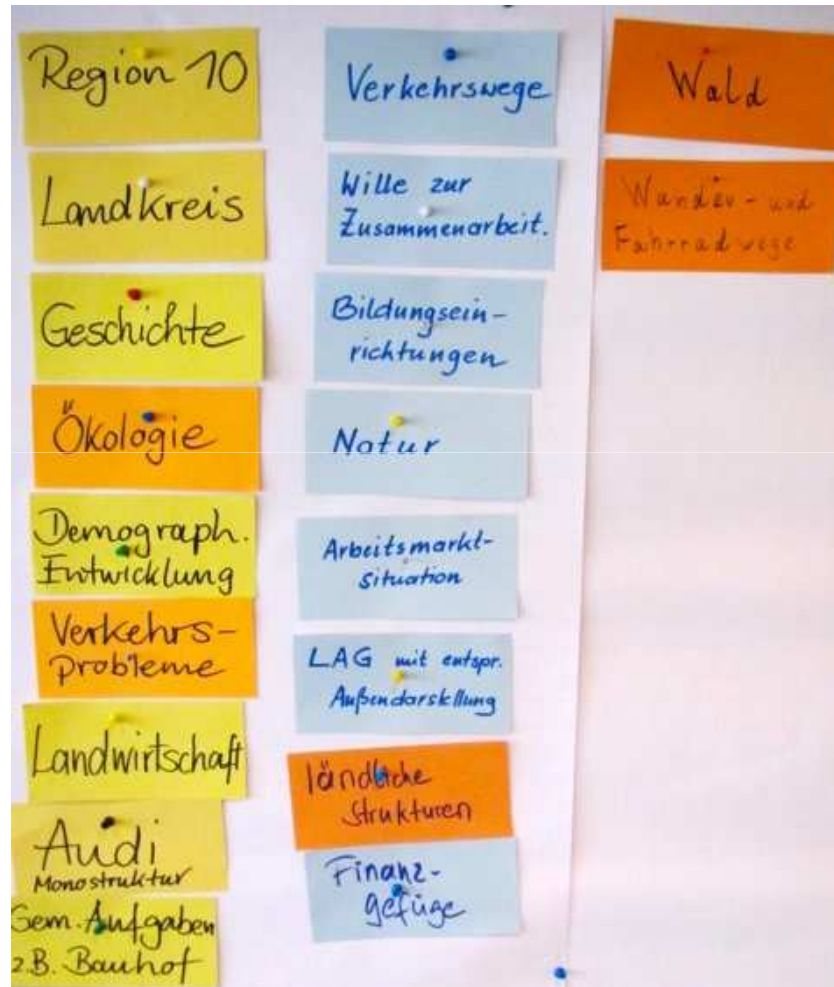 Region 10
Landkreis
Geschichte
Ökologie
Demograph.
Entwicklung
Verkehrs-
probleme
Landwirtschaft
Audi
Monostruktur
Gem. Aufgaben
z.B. Bauhof
Verkehrswege
Wille zur
Zusammenarbeit.
Bildungsein-
richtungen
Natur
Arbeitsmarkt-
situation
LAG mit entspr.
Außendarstellung
ländliche
Strukturen
Finanz-
gefüge
Wald
Wander- und
Fahrradwege